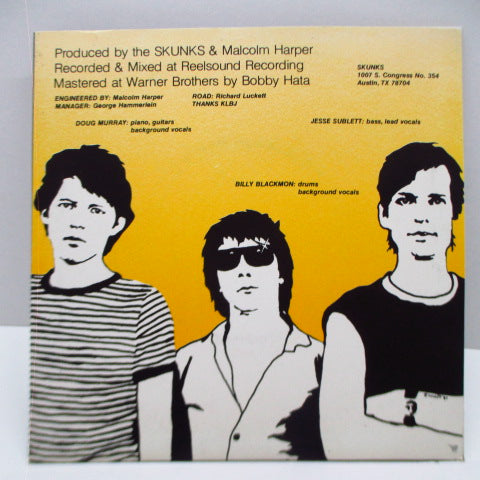 Produced by the SKUNKS & Malcolm Harper
Recorded & Mixed at Reelsound Recording
Mastered at Warner Brothers by Bobby Hata
ENGINEERED BY: Malcolm Harper
MANAGER: George Hammerlein
ROAD: Richard Luckett
THANKS KLBJ
SKUNKS
1007 S. Congress No. 354
Austin, TX 78704
DOUG MURRAY: piano, guitars
background vocals
JESSE SUBLETT: bass, lead vocals
BILLY BLACKMON: drums
background vocals